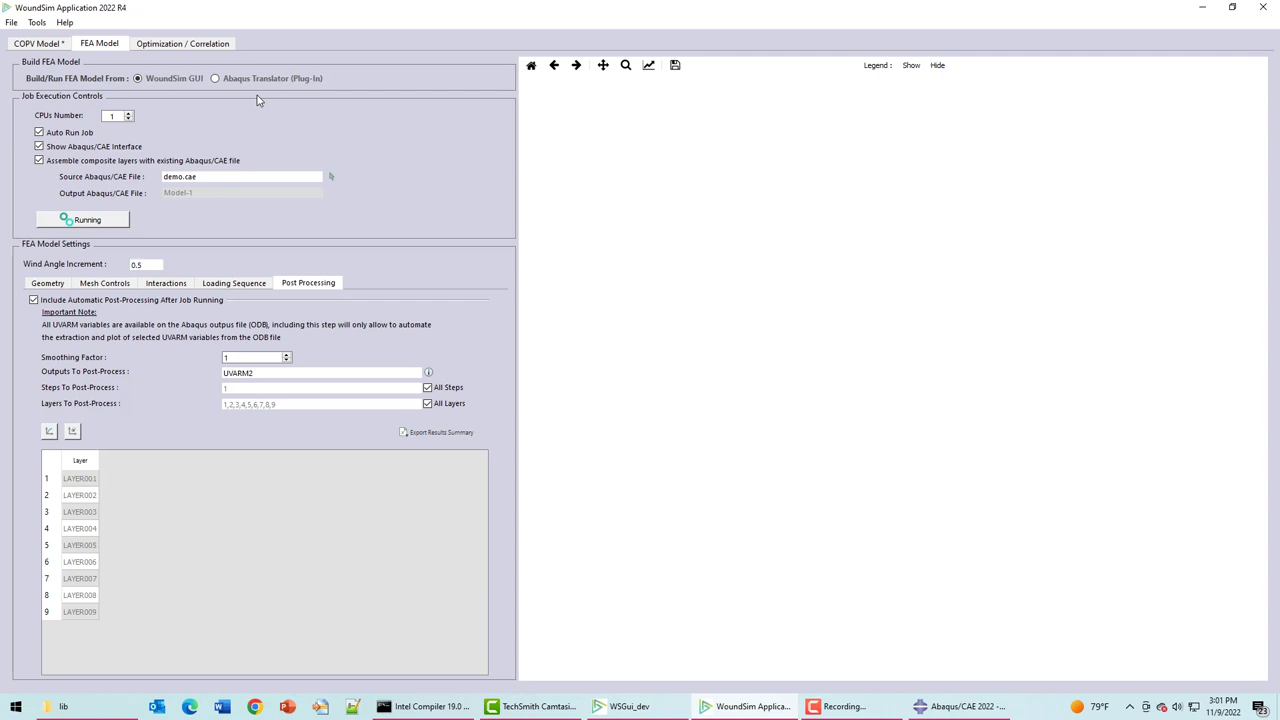 WoundSim Application 2022 R4
File Tools Help
COPV Model * FEA Model Optimization / Correlation
Build FEA Model
Build/Run FEA Model From : WoundSim GUI Abaqus Translator (Plug-In)
Legend : Show Hide
Job Execution Controls
CPUs Number: 1
Auto Run Job
Show Abaqus/CAE Interface
Assemble composite layers with existing Abaqus/CAE file
Source Abaqus/CAE File : demo.cae
Output Abaqus/CAE File : Model-1
Running
FEA Model Settings
Wind Angle Increment : 0.5
Geometry Mesh Controls Interactions Loading Sequence Post Processing
Include Automatic Post-Processing After Job Running
Important Note:
All UVARM variables are available on the Abaqus outpus file (ODB), including this step will only allow to automate
the extraction and plot of selected UVARM variables from the ODB file
Smoothing Factor : 1
Outputs To Post-Process : UVARM2
Steps To Post-Process : 1 All Steps
Layers To Post-Process : 1,2,3,4,5,6,7,8,9 All Layers
Export Results Summary
Layer
1 LAYER001
2 LAYER002
3 LAYER003
4 LAYER004
5 LAYER005
6 LAYER006
7 LAYER007
8 LAYER008
9 LAYER009
lib Intel Compiler 19.0 ... TechSmith Camtasi... WSGui_dev WoundSim Applica... Recording... Abaqus/CAE 2022 - ... 79°F 3:01 PM
11/9/2022